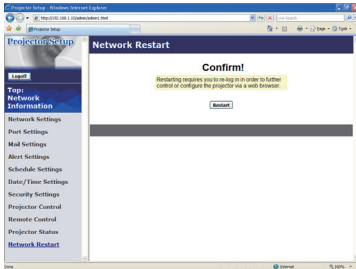 Projector Setup - Windows Internet Explorer
Live Search
Projector Setup
Page
Projector Setup
Logoff
Top:
Network
Information
Network Settings
Port Settings
Mail Settings
Alert Settings
Schedule Settings
Date/Time Settings
Security Settings
Projector Control
Remote Control
Projector Status
Network Restart
Network Restart
Confirm!
Restarting requires you to re-log in in order to further
control or configure the projector via a web browser.
Restart
Done
Internet
100%